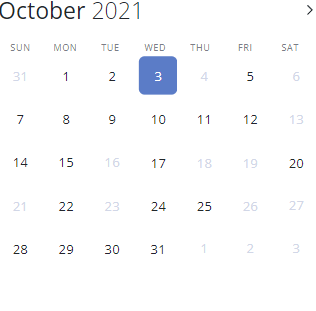 October 2021
SUN MON TUE WED THU FRI SAT
31 1 2 3 4 5 6
7 8 9 10 11 12 13
14 15 16 17 18 19 20
21 22 23 24 25 26 27
28 29 30 31 1 2 3